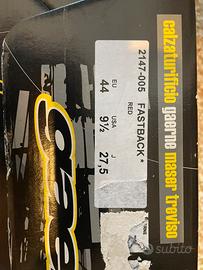 calzaturificio gaerne maser treviso
2147-005 FASTBACK*
RED
EU USA J
44 9½ 27,5
subito